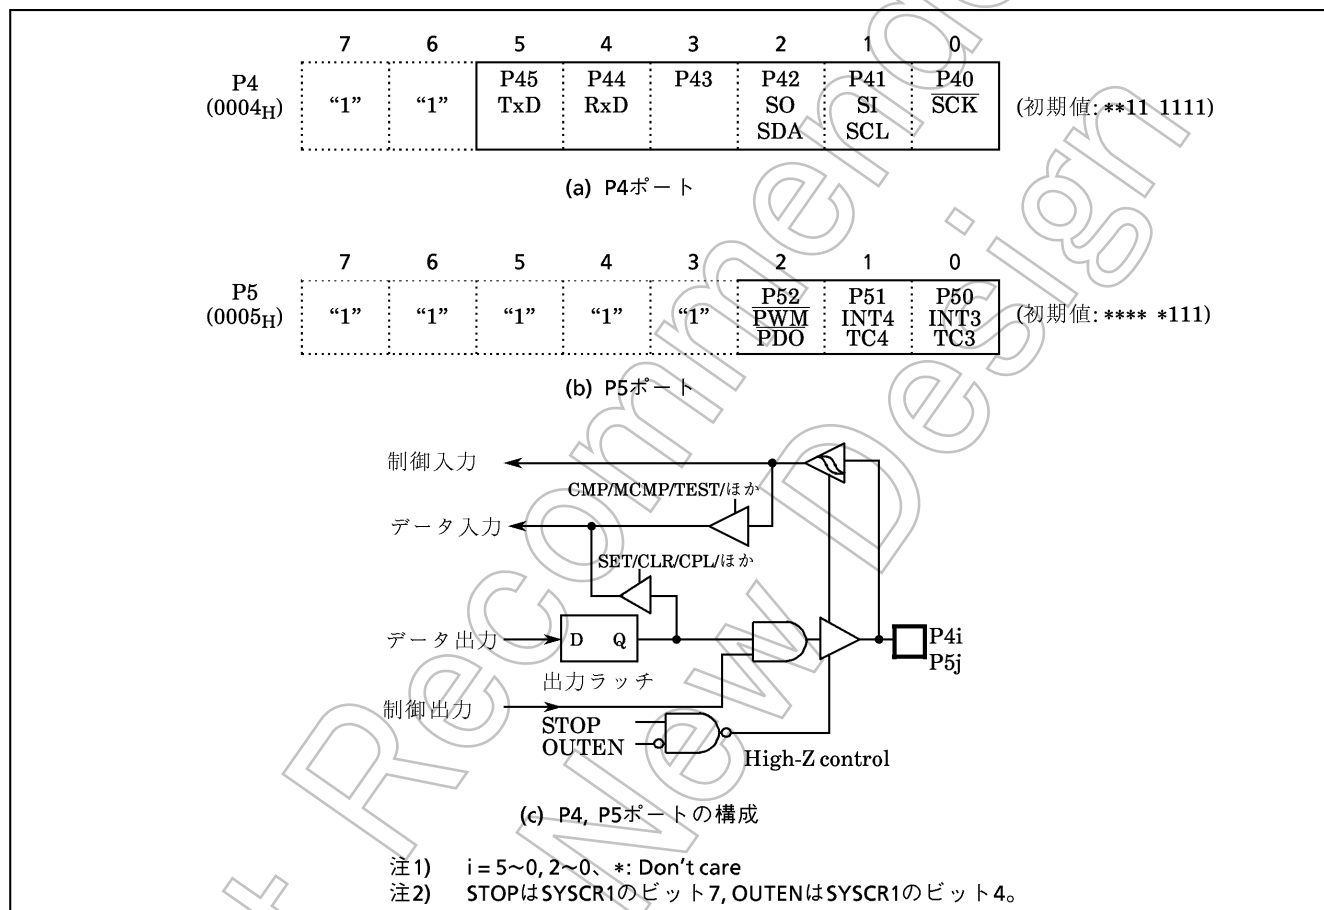 7 6 5 4 3 2 1 0
P4 P45 P44 P43 P42 P41 P40
(0004H) “1” “1” TxD RxD SO SI SCK (初期値: **11 1111)
SDA SCL
(a) P4ポート
7 6 5 4 3 2 1 0
P5 P52 P51 P50
(0005H) “1” “1” “1” “1” “1” PWM INT4 INT3 (初期値: **** *111)
PDO TC4 TC3
(b) P5ポート
制御入力
CMP/MCMP/TEST/ほか
データ入力
SET/CLR/CPL/ほか
データ出力 D Q P4i
P5j
出力ラッチ
制御出力
STOP
OUTEN
High-Z control
(c) P4, P5ポートの構成
注1) i = 5~0, 2~0、 *: Don't care
注2) STOPはSYSCR1のビット7, OUTENはSYSCR1のビット4。
Recommended
New Design